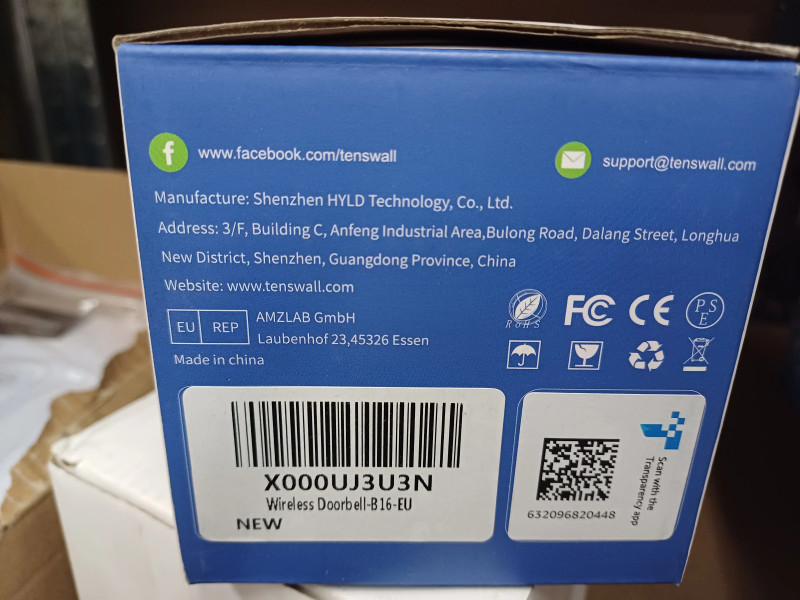 www.facebook.com/tenswall
support@tenswall.com
Manufacture: Shenzhen HYLD Technology, Co., Ltd.
Address: 3/F, Building C, Anfeng Industrial Area,Bulong Road, Dalang Street, Longhua
New District, Shenzhen, Guangdong Province, China
Website: www.tenswall.com
EU REP
AMZLAB GmbH
Laubenhof 23,45326 Essen
Made in china
RoHS
FC CE PSE
X000UJ3U3N
Wireless Doorbell-B16-EU
NEW
Scan with the
Transparency app
632096820448